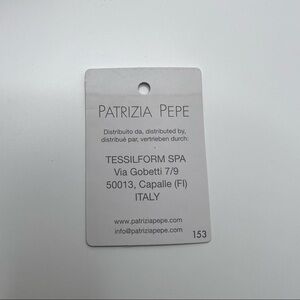 PATRIZIA PEPE
Distribuito da, distributed by,
distribué par, vertrieben durch:
TESSILFORM SPA
Via Gobetti 7/9
50013, Capalle (FI)
ITALY
www.patriziapepe.com
info@patriziapepe.com
153